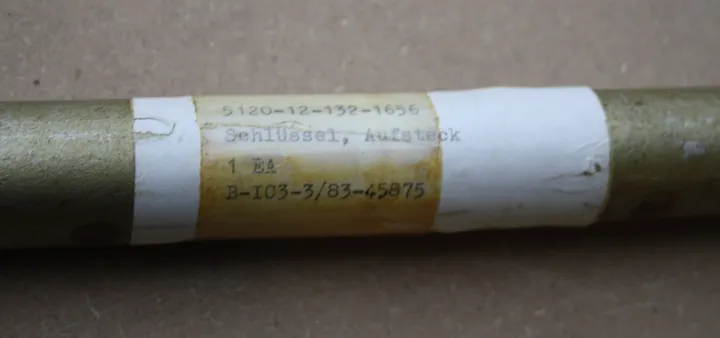 5120-12-132-1656
Schlüssel, Aufsteck
1 EA
B-IC3-3/83-45875